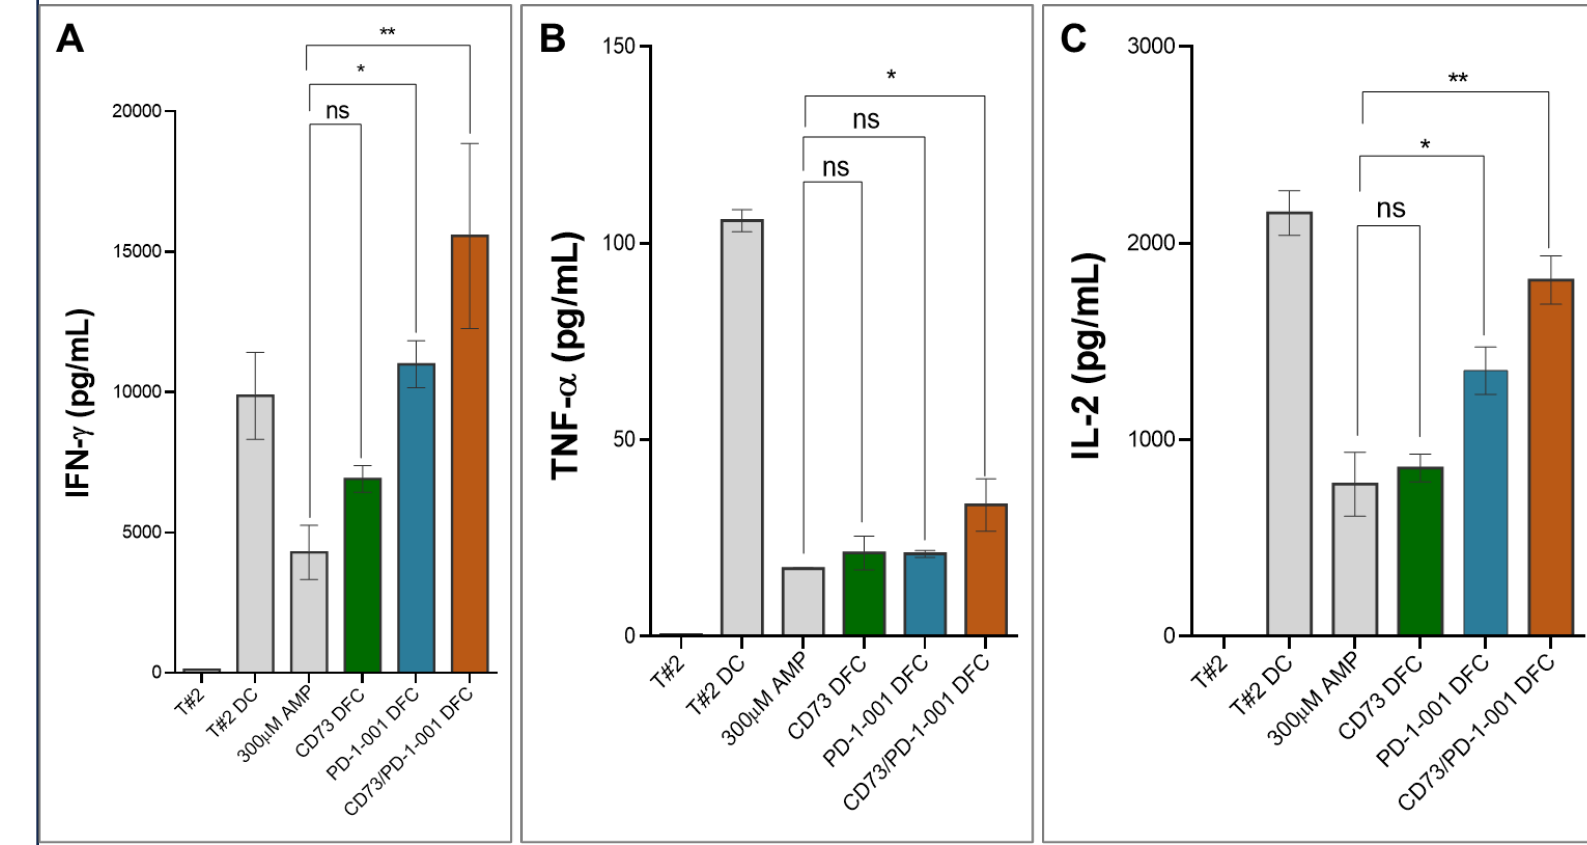 A
**
*
ns
20000
15000
10000
5000
0
IFN-γ (pg/mL)
T#2
T#2 DC
300μM AMP
CD73 DFC
PD-1-001 DFC
CD73/PD-1-001 DFC
B
*
ns
ns
150
100
50
0
TNF-α (pg/mL)
T#2
T#2 DC
300μM AMP
CD73 DFC
PD-1-001 DFC
CD73/PD-1-001 DFC
C
**
*
ns
3000
2000
1000
0
IL-2 (pg/mL)
T#2
T#2 DC
300μM AMP
CD73 DFC
PD-1-001 DFC
CD73/PD-1-001 DFC